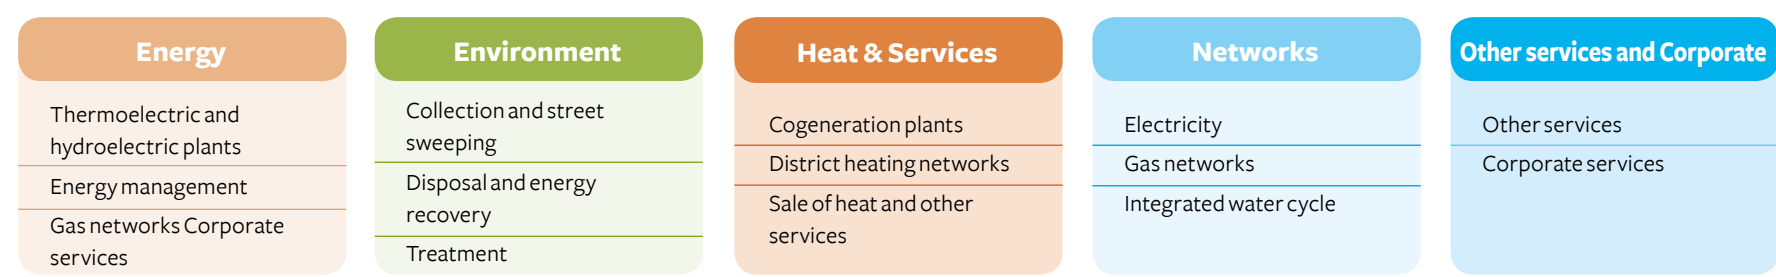 Energy
Thermoelectric and
hydroelectric plants
Energy management
Gas networks Corporate
services
Environment
Collection and street
sweeping
Disposal and energy
recovery
Treatment
Heat & Services
Cogeneration plants
District heating networks
Sale of heat and other
services
Networks
Electricity
Gas networks
Integrated water cycle
Other services and Corporate
Other services
Corporate services